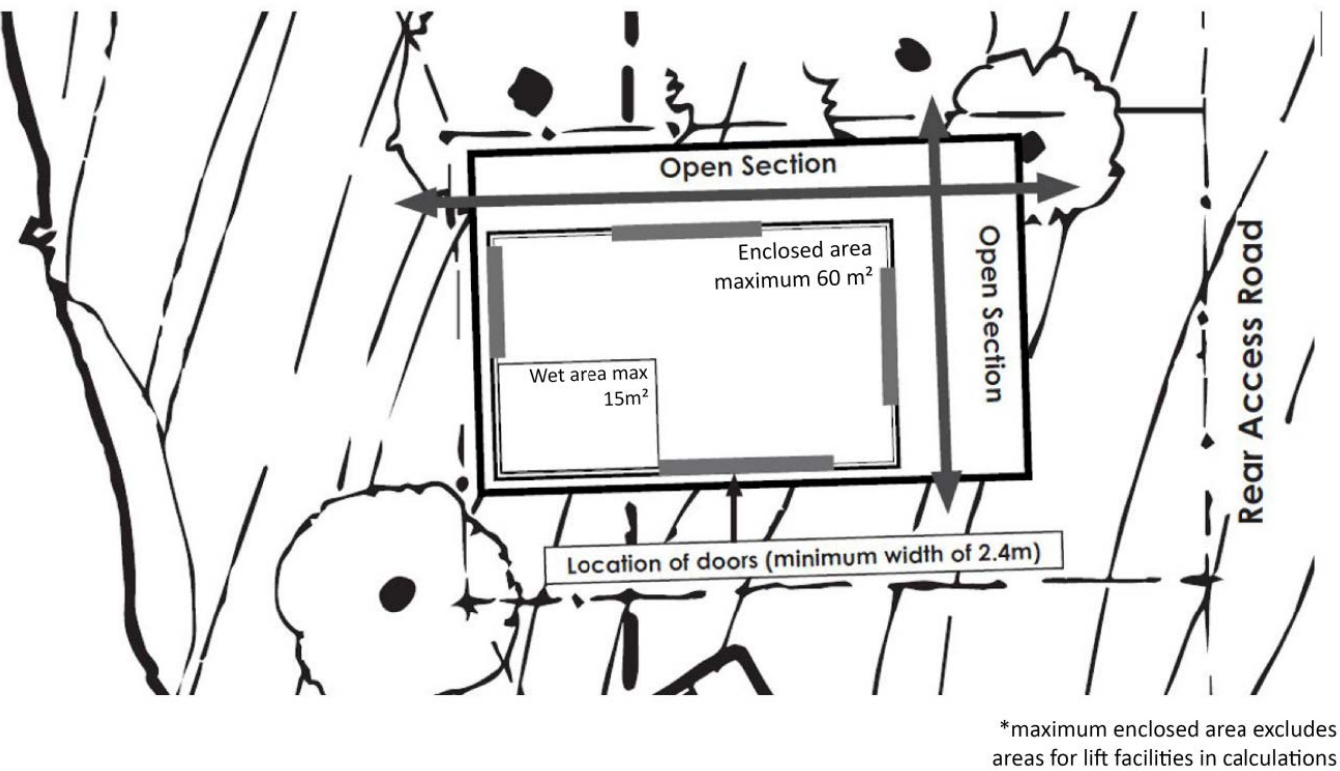 Open Section
Enclosed area
maximum 60 m²
Open Section
Wet area max
15m²
Location of doors (minimum width of 2.4m)
Rear Access Road
*maximum enclosed area excludes
areas for lift facilities in calculations